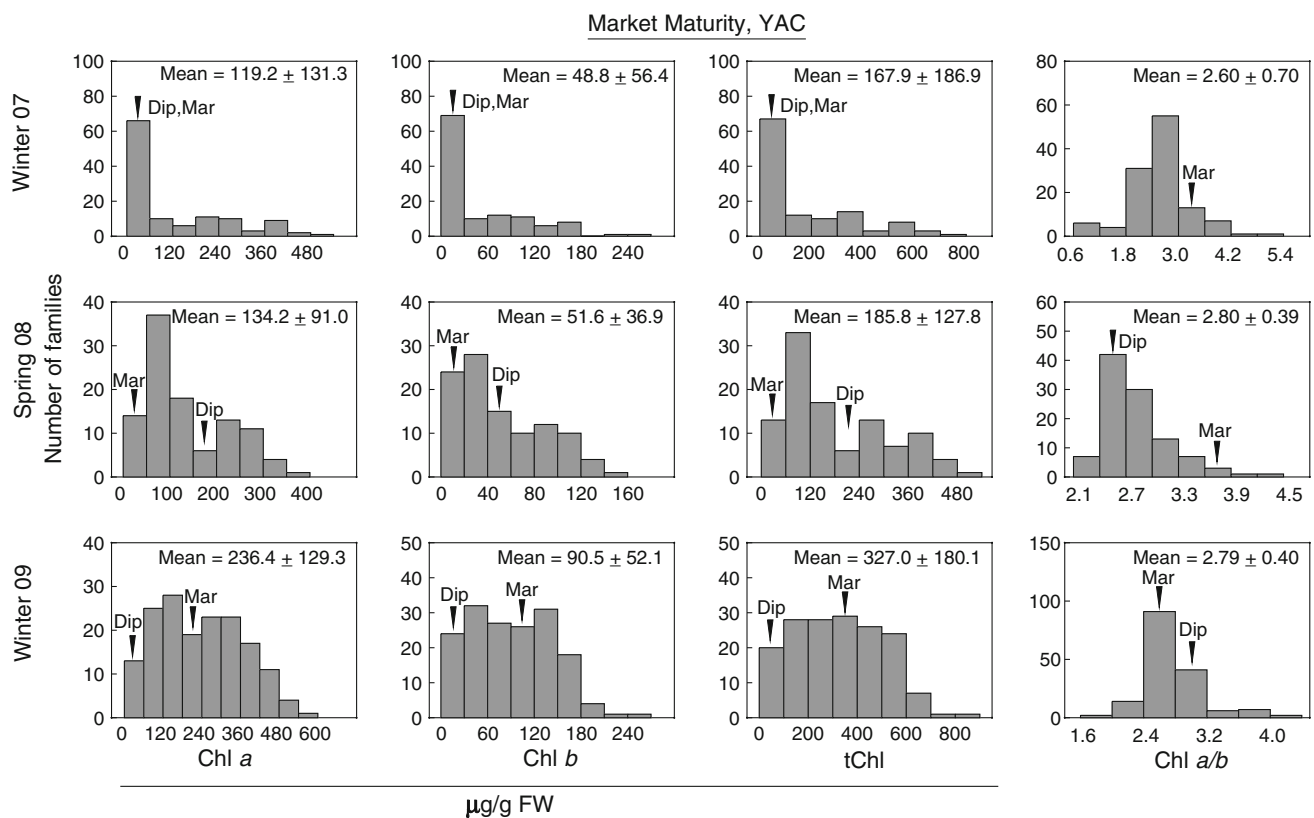 Market Maturity, YAC
Winter 07
100
80
60
40
20
0
Mean = 119.2 ± 131.3
Dip,Mar
0 120 240 360 480
100
80
60
40
20
0
Mean = 48.8 ± 56.4
Dip,Mar
0 60 120 180 240
100
80
60
40
20
0
Mean = 167.9 ± 186.9
Dip,Mar
0 200 400 600 800
80
60
40
20
0
Mean = 2.60 ± 0.70
Mar
0.6 1.8 3.0 4.2 5.4
Spring 08
Number of families
40
30
20
10
0
Mean = 134.2 ± 91.0
Mar
Dip
0 100 200 300 400
40
30
20
10
0
Mean = 51.6 ± 36.9
Mar
Dip
0 40 80 120 160
40
30
20
10
0
Mean = 185.8 ± 127.8
Mar
Dip
0 120 240 360 480
60
50
40
30
20
10
0
Mean = 2.80 ± 0.39
Dip
Mar
2.1 2.7 3.3 3.9 4.5
Winter 09
40
30
20
10
0
Mean = 236.4 ± 129.3
Dip
Mar
0 120 240 360 480 600
Chl a
50
40
30
20
10
0
Mean = 90.5 ± 52.1
Dip
Mar
0 60 120 180 240
Chl b
50
40
30
20
10
0
Mean = 327.0 ± 180.1
Dip
Mar
0 200 400 600 800
tChl
150
100
50
0
Mean = 2.79 ± 0.40
Mar
Dip
1.6 2.4 3.2 4.0
Chl a/b
µg/g FW